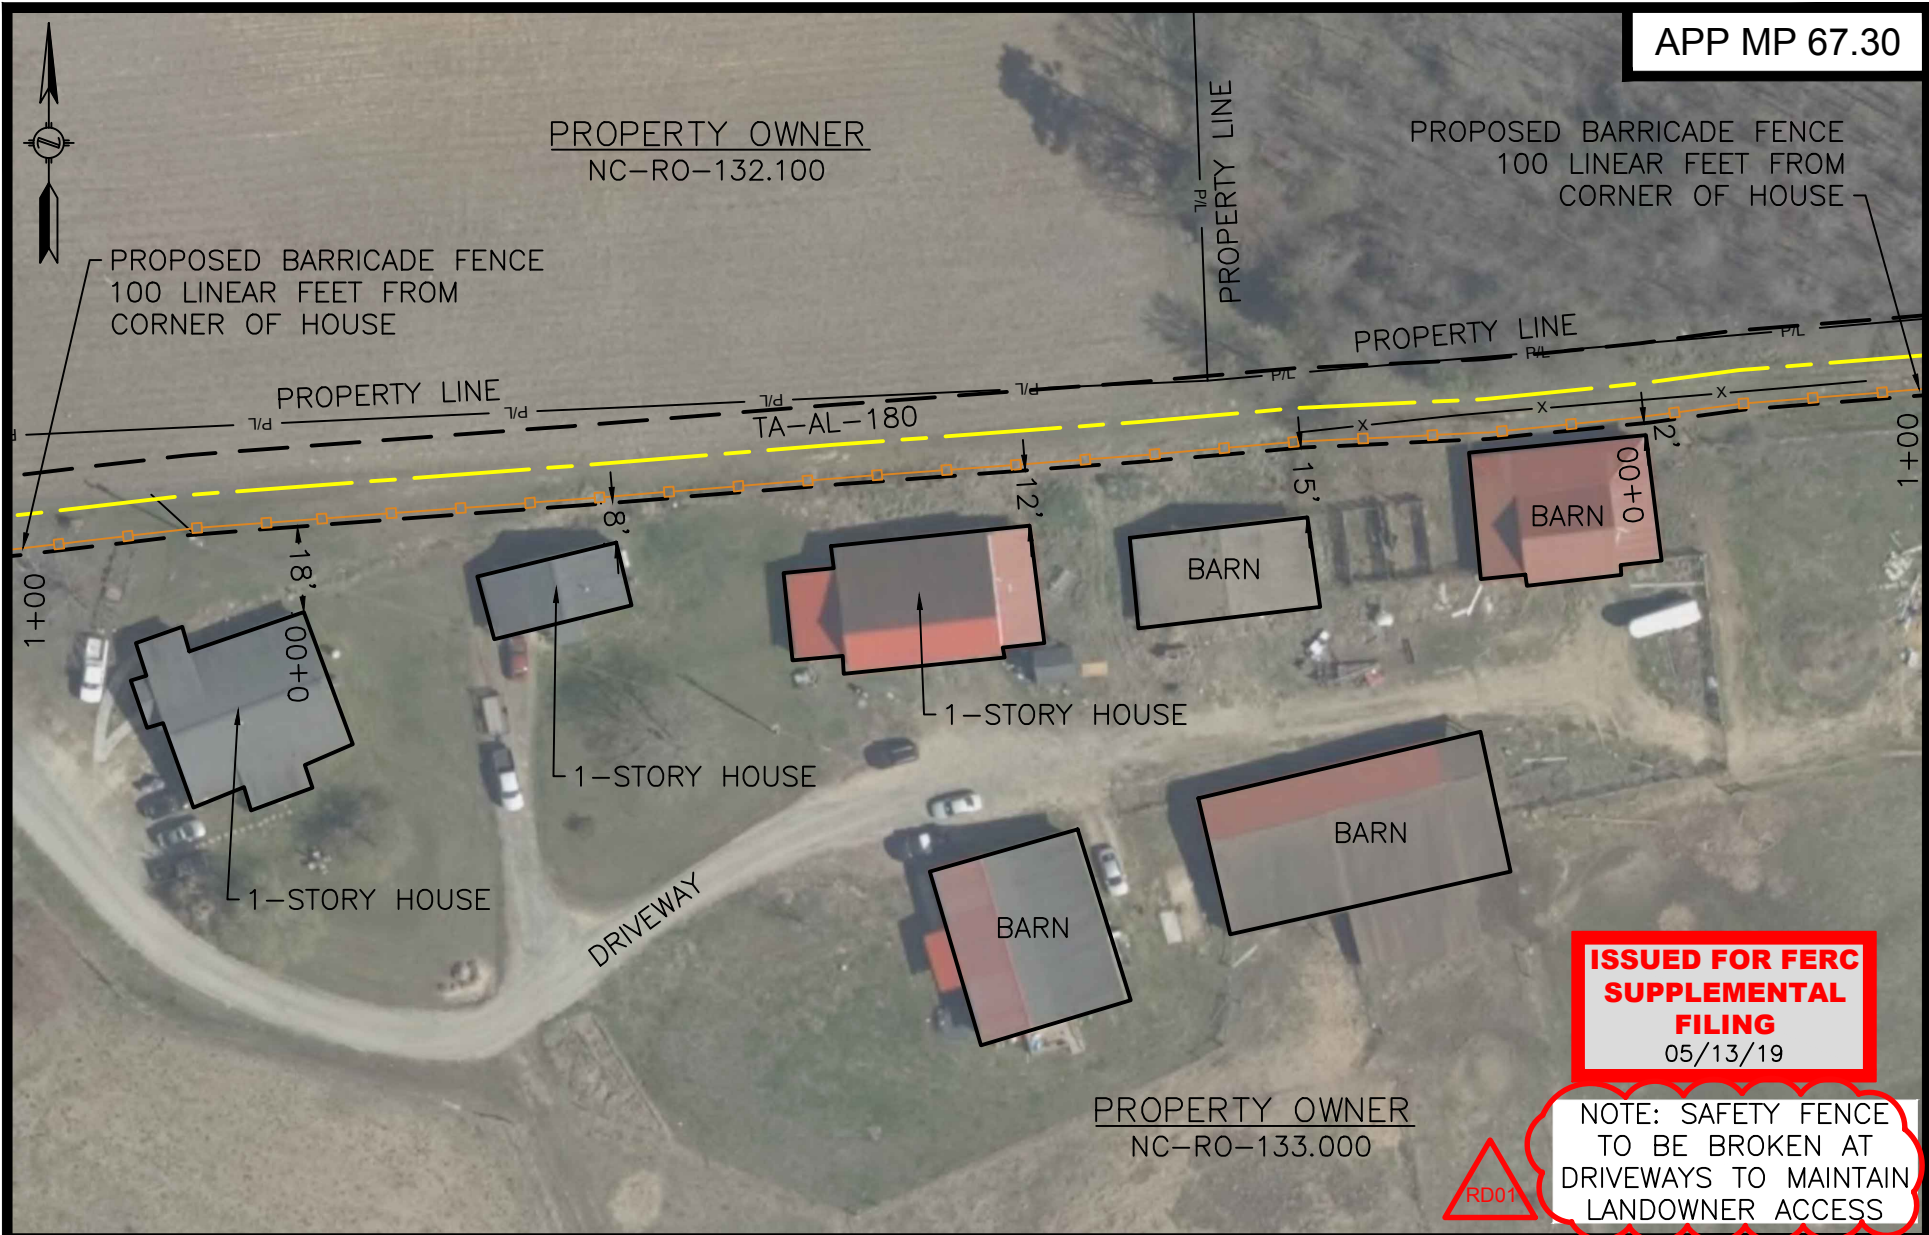 APP MP 67.30
PROPERTY OWNER
NC-RO-132.100
PROPERTY LINE
P/L
PROPOSED BARRICADE FENCE
100 LINEAR FEET FROM
CORNER OF HOUSE
N
PROPOSED BARRICADE FENCE
100 LINEAR FEET FROM
CORNER OF HOUSE
PROPERTY LINE
P/L
P/L
P/L
P/L
PROPERTY LINE
P/L
P/L
P/L
TA-AL-180
X
X
X
1+00
18'
0+00
8'
12'
15'
2'
0+00
1+00
BARN
BARN
1-STORY HOUSE
1-STORY HOUSE
1-STORY HOUSE
BARN
BARN
DRIVEWAY
PROPERTY OWNER
NC-RO-133.000
ISSUED FOR FERC
SUPPLEMENTAL
FILING
05/13/19
RD01
NOTE: SAFETY FENCE
TO BE BROKEN AT
DRIVEWAYS TO MAINTAIN
LANDOWNER ACCESS